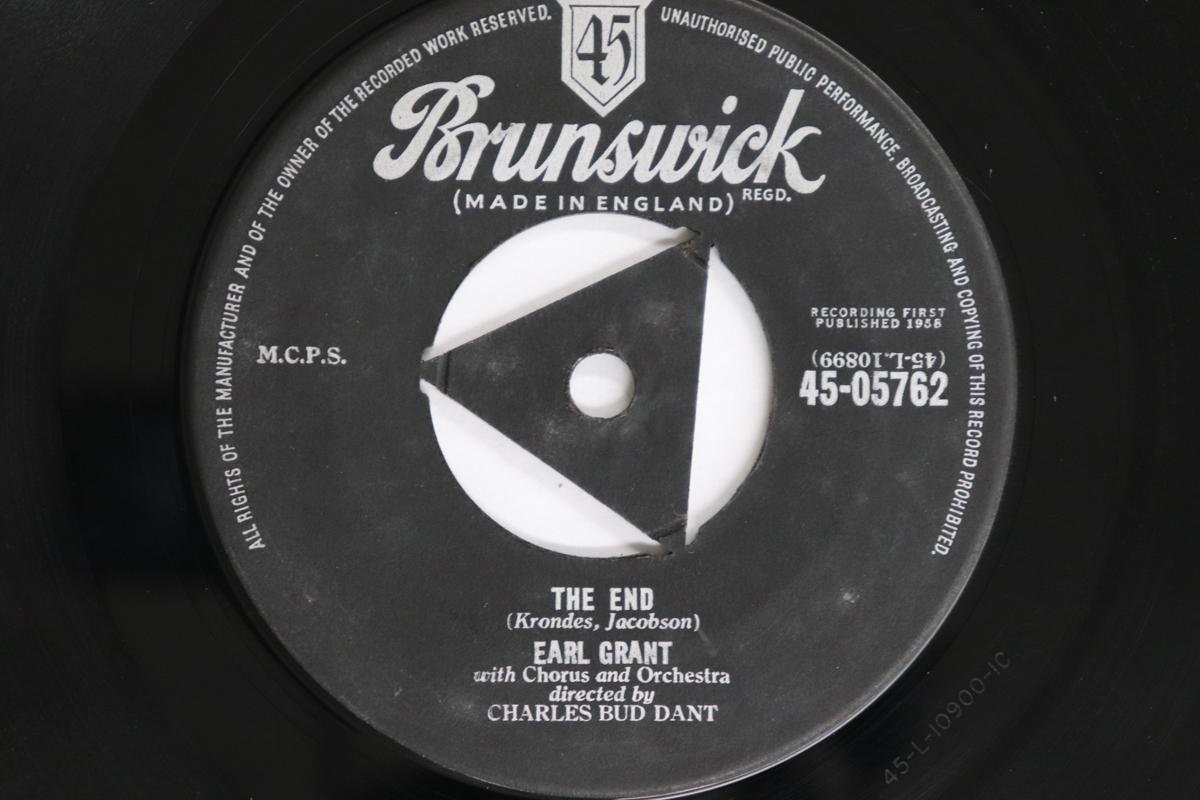 ALL RIGHTS OF THE MANUFACTURER AND OF THE OWNER OF THE RECORDED WORK RESERVED.
UNAUTHORISED PUBLIC PERFORMANCE, BROADCASTING AND COPYING OF THIS RECORD PROHIBITED.
45
Brunswick
REGD.
(MADE IN ENGLAND)
M.C.P.S.
RECORDING FIRST
PUBLISHED 1958
(45-L.10899)
45-05762
THE END
(Krondes, Jacobson)
EARL GRANT
with Chorus and Orchestra
directed by
CHARLES BUD DANT
45-L-10900-1C